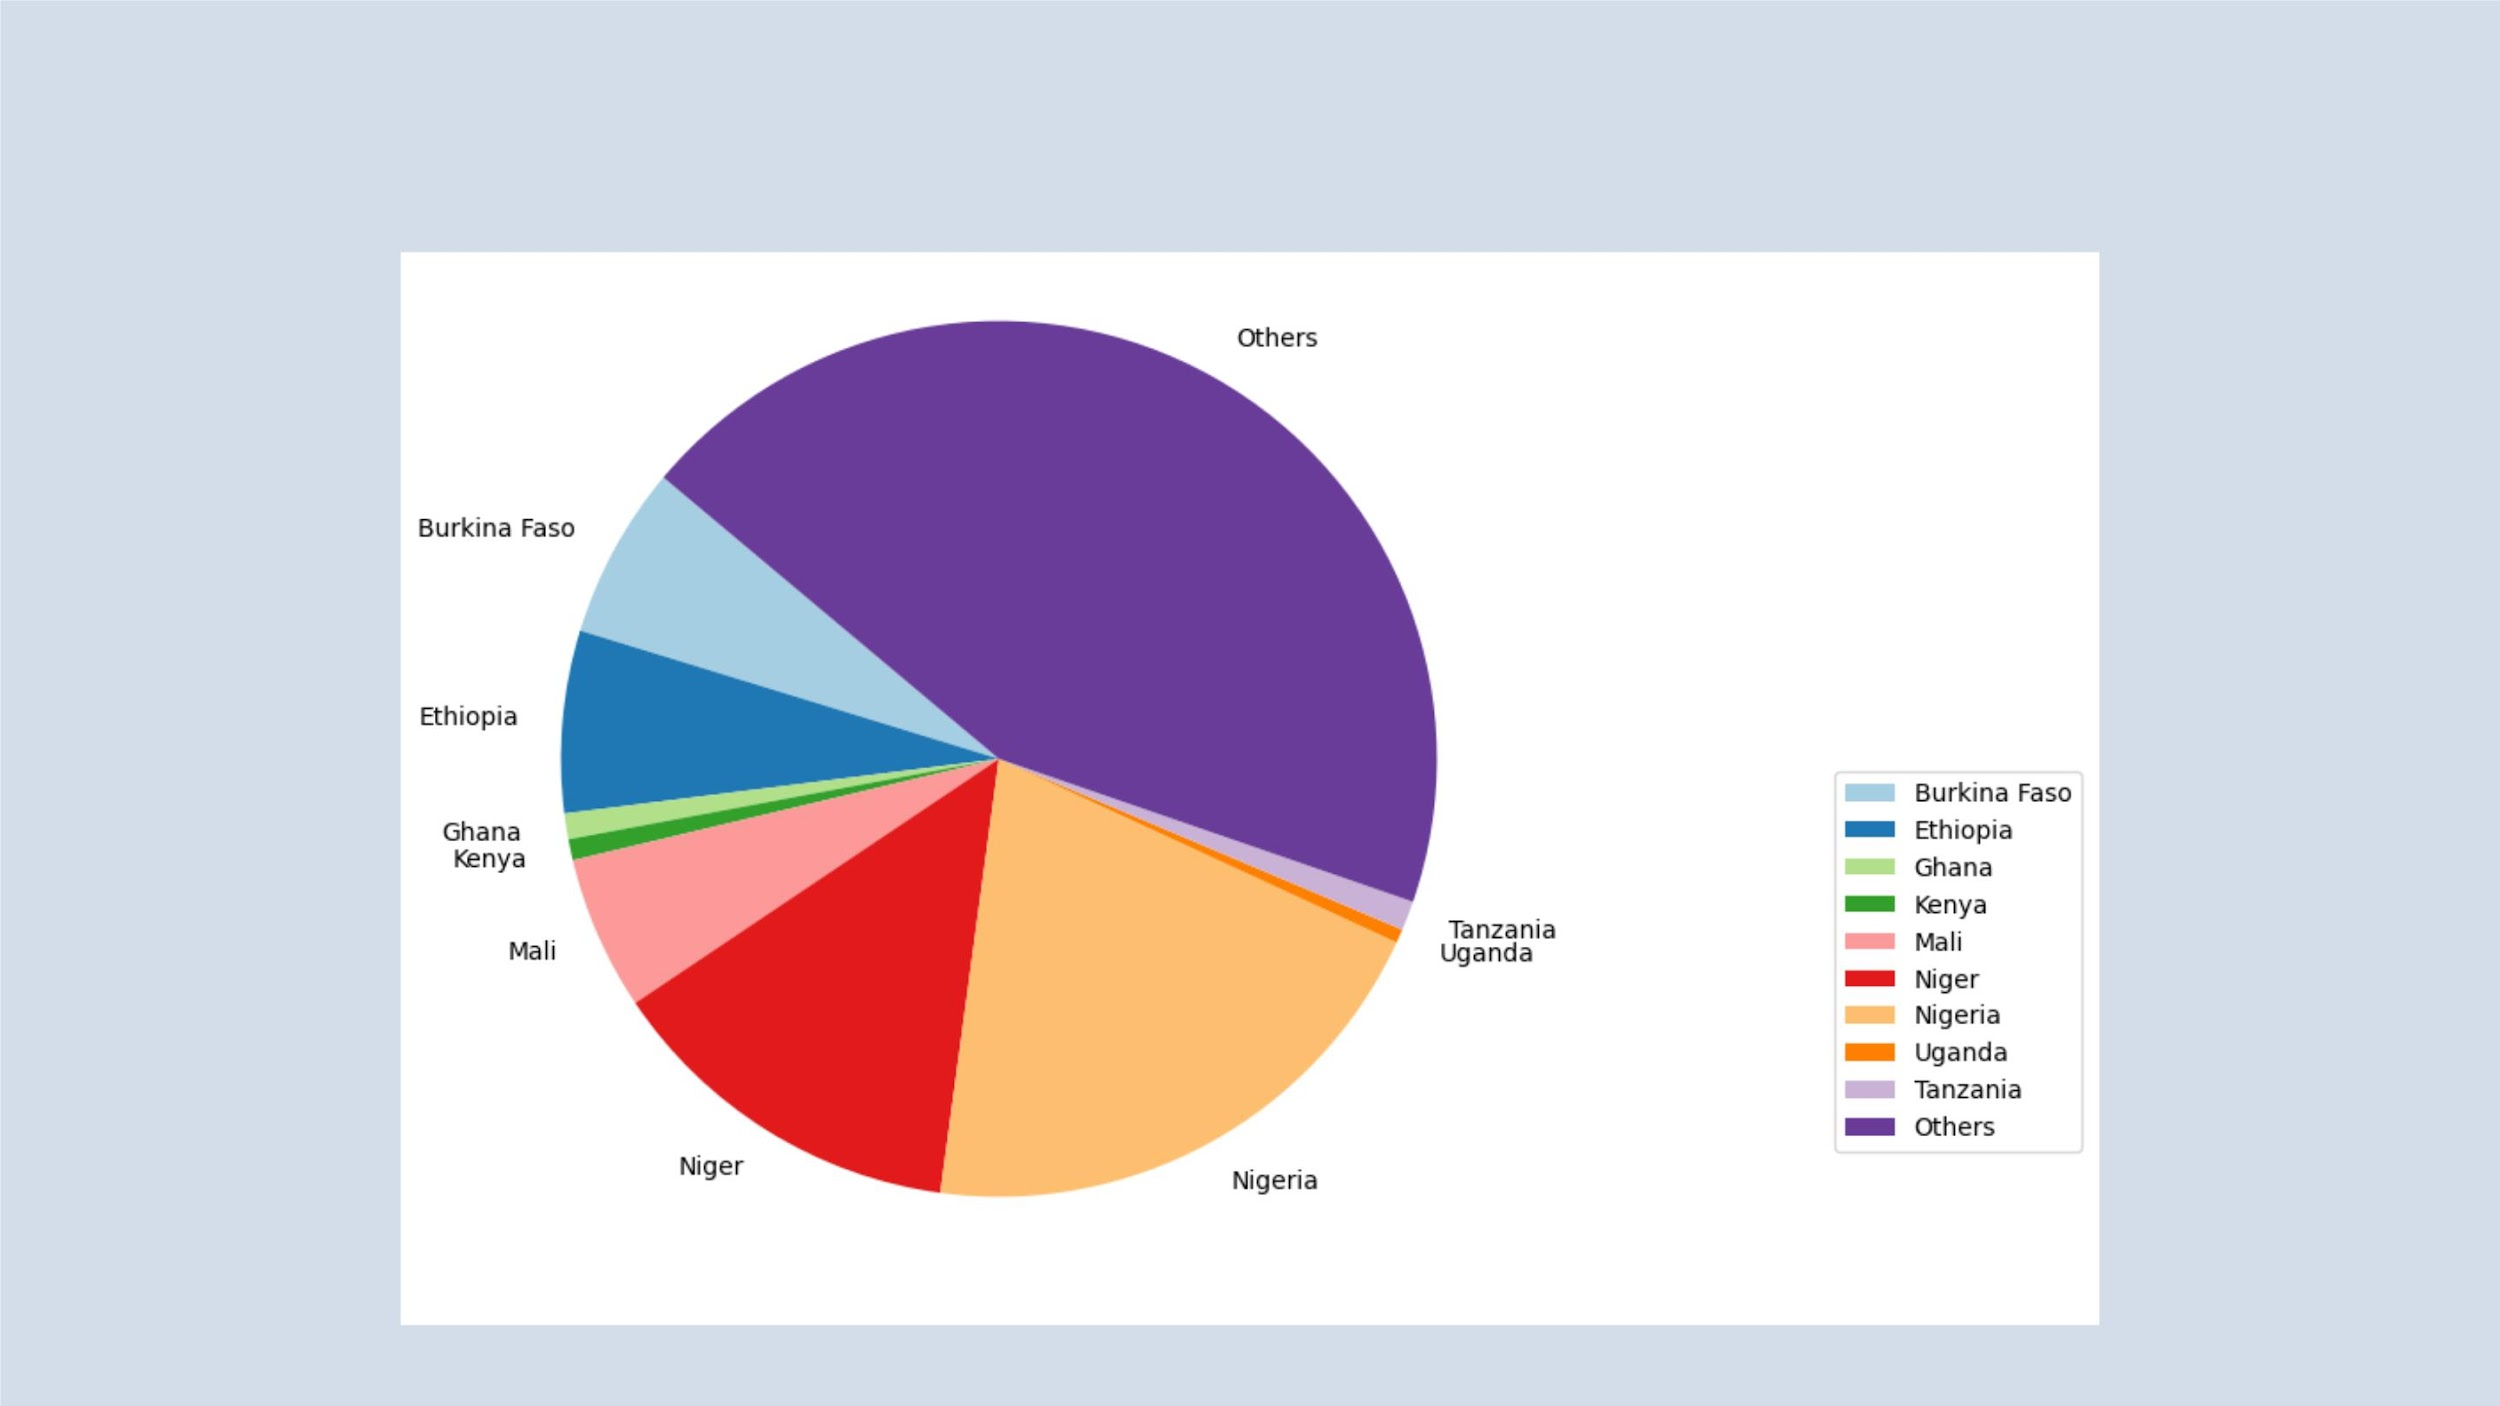 Others
Burkina Faso
Ethiopia
Ghana
Kenya
Mali
Niger
Nigeria
Tanzania
Uganda
Burkina Faso
Ethiopia
Ghana
Kenya
Mali
Niger
Nigeria
Uganda
Tanzania
Others